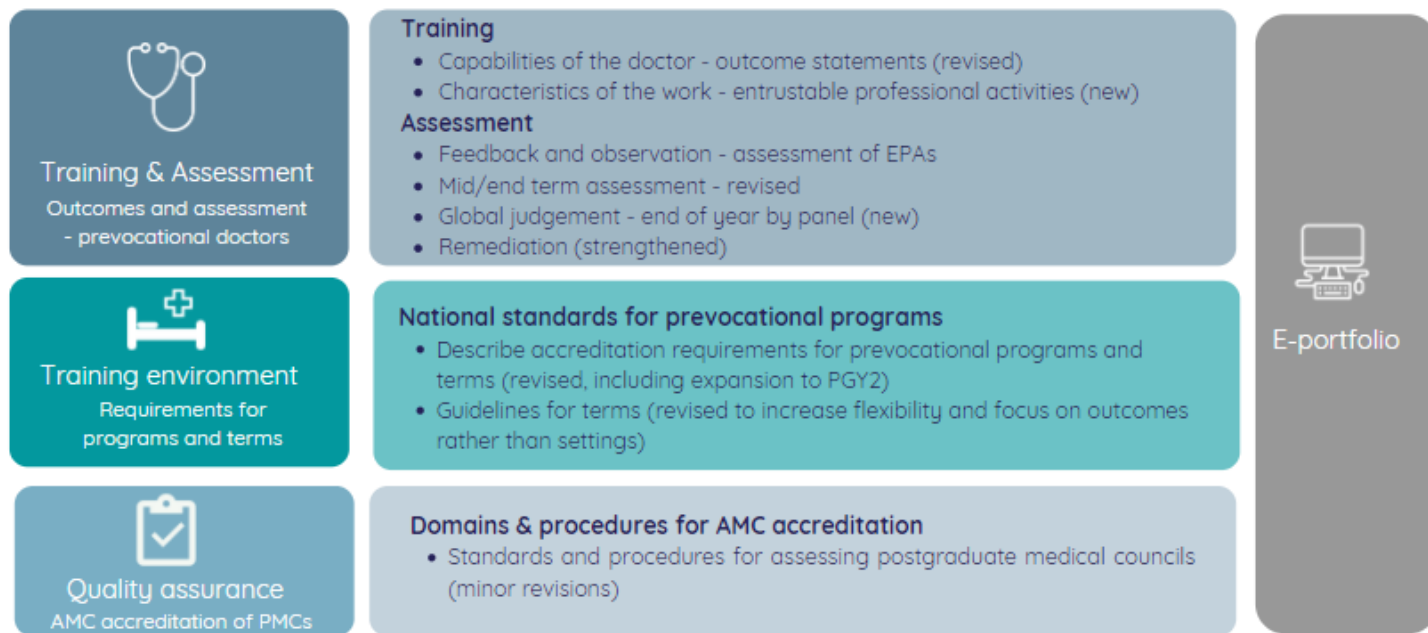 Training & Assessment
Outcomes and assessment
- prevocational doctors
Training
• Capabilities of the doctor - outcome statements (revised)
• Characteristics of the work - entrustable professional activities (new)
Assessment
• Feedback and observation - assessment of EPAs
• Mid/end term assessment - revised
• Global judgement - end of year by panel (new)
• Remediation (strengthened)
Training environment
Requirements for
programs and terms
National standards for prevocational programs
• Describe accreditation requirements for prevocational programs and
terms (revised, including expansion to PGY2)
• Guidelines for terms (revised to increase flexibility and focus on outcomes
rather than settings)
Quality assurance
AMC accreditation of PMCs
Domains & procedures for AMC accreditation
• Standards and procedures for assessing postgraduate medical councils
(minor revisions)
E-portfolio